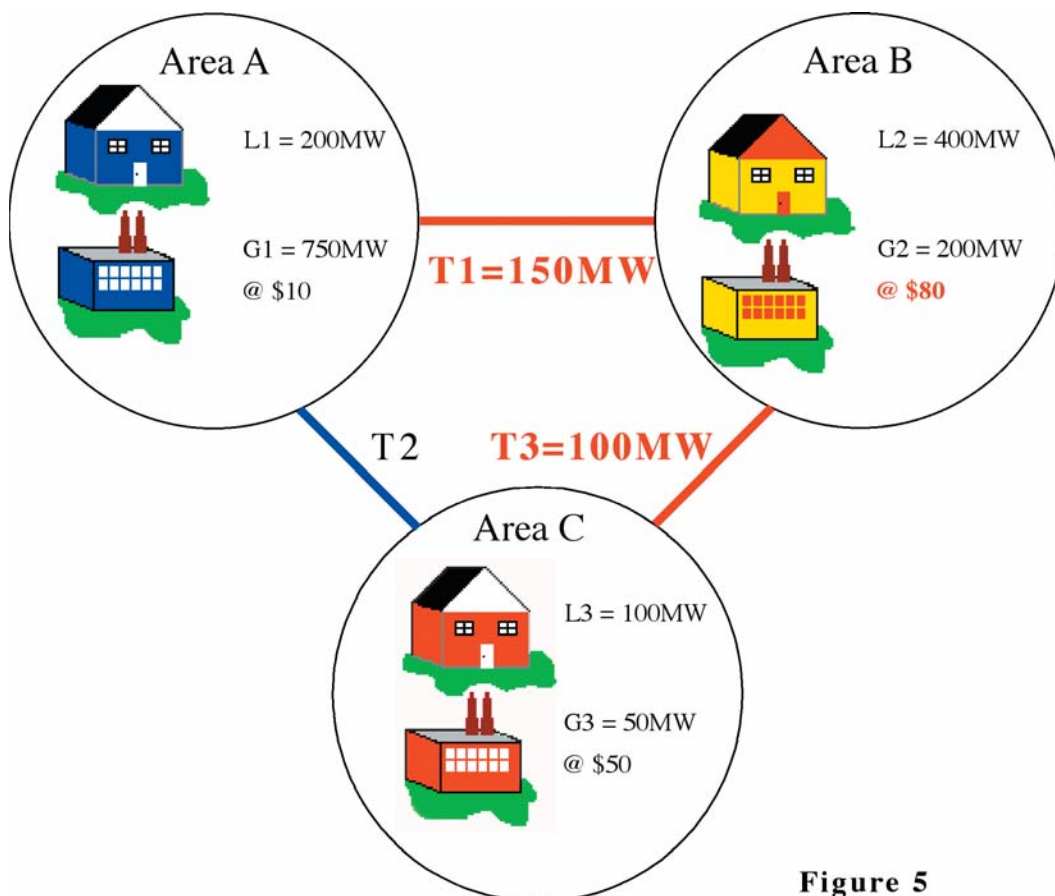 Area A
L1 = 200MW
G1 = 750MW
@ $10
Area B
L2 = 400MW
G2 = 200MW
@ $80
T1=150MW
T2
T3=100MW
Area C
L3 = 100MW
G3 = 50MW
@ $50
Figure 5